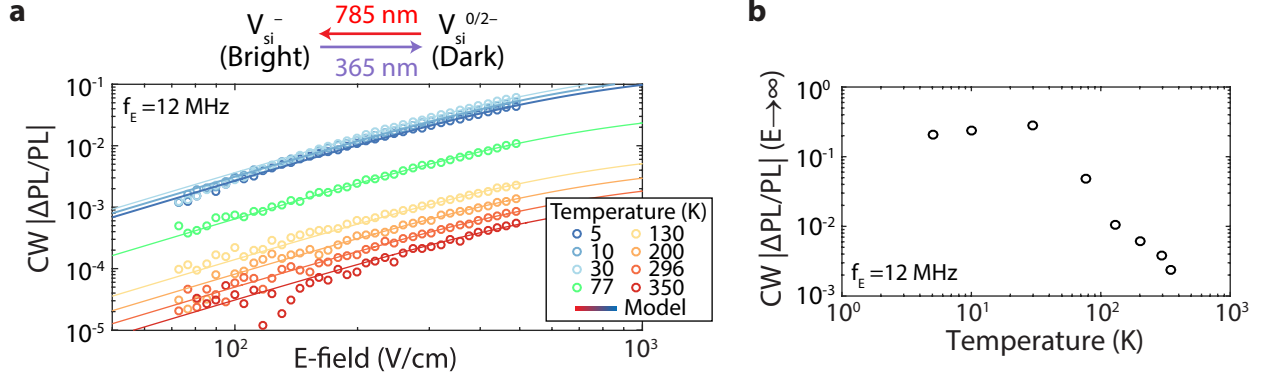 a
785 nm
V_si^- V_si^0/2–
(Bright) (Dark)
365 nm
f_E = 12 MHz
CW |ΔPL/PL|
10^-1
10^-2
10^-3
10^-4
10^-5
10^2
10^3
E-field (V/cm)
Temperature (K)
5 130
10 200
30 296
77 350
Model
b
CW |ΔPL/PL| (E→∞)
10^0
10^-1
10^-2
10^-3
f_E = 12 MHz
10^0
10^1
10^2
10^3
Temperature (K)